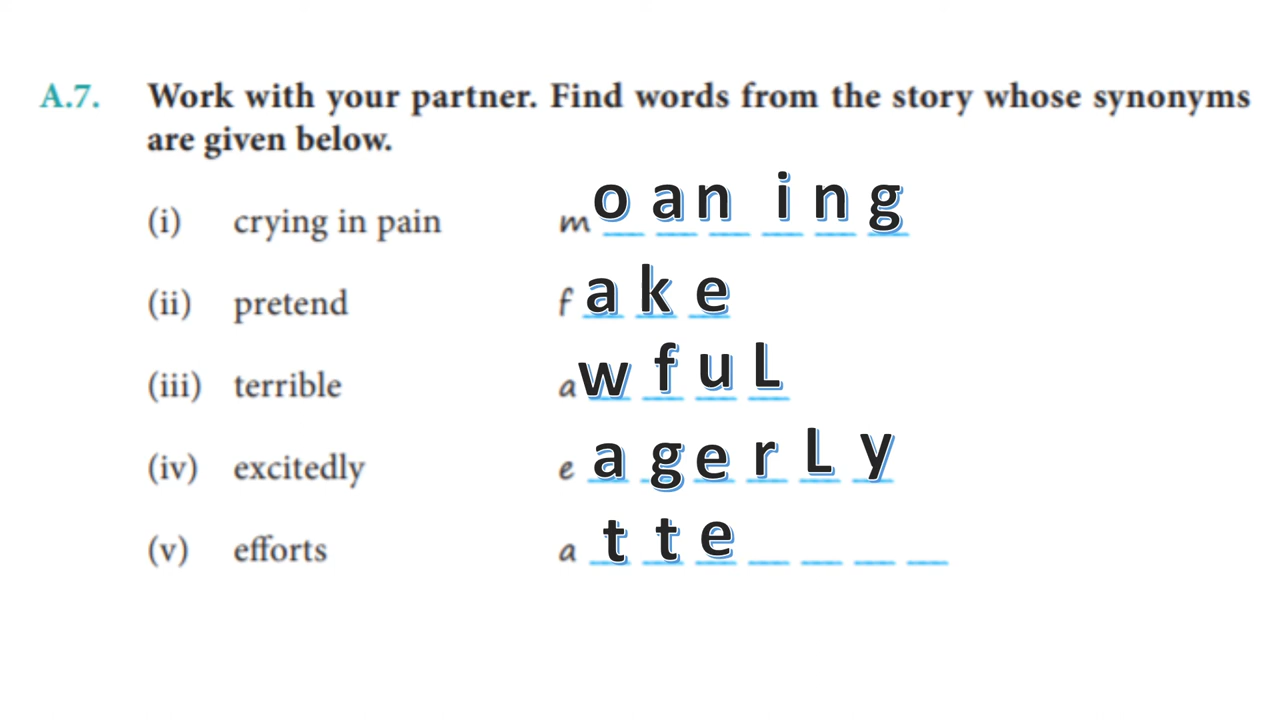 A.7. Work with your partner. Find words from the story whose synonyms
are given below.
(i) crying in pain moaning
(ii) pretend fake
(iii) terrible awfuL
(iv) excitedly eagerLy
(v) efforts atte _ _ _ _